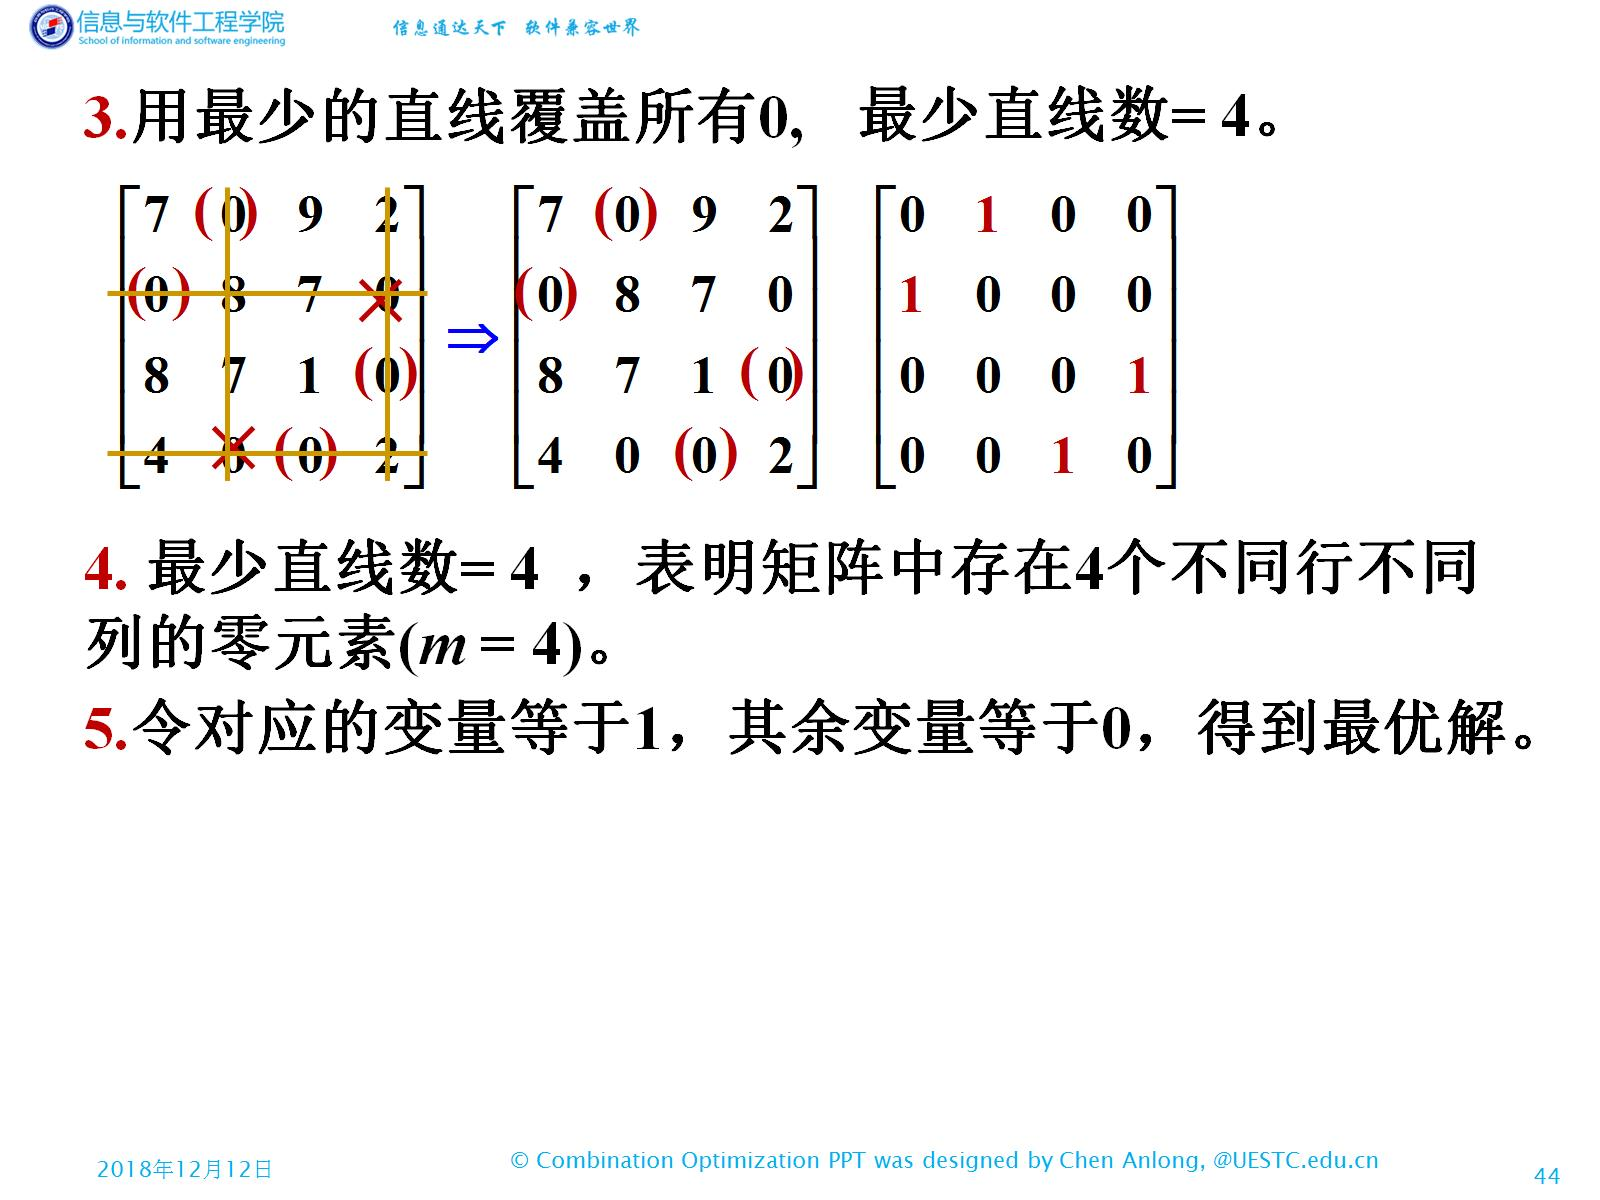 信息与软件工程学院
School of information and software engineering
信息通达天下 软件兼容世界
3.用最少的直线覆盖所有0, 最少直线数= 4。
7 (0) 9 2 7 (0) 9 2 0 1 0 0
(0) 8 7 0 (0) 8 7 0 1 0 0 0
⇒
8 7 1 (0) 8 7 1 (0) 0 0 0 1
4 0 (0) 2 4 0 (0) 2 0 0 1 0
4. 最少直线数= 4 ，表明矩阵中存在4个不同行不同
列的零元素(m = 4)。
5.令对应的变量等于1，其余变量等于0，得到最优解。
2018年12月12日
© Combination Optimization PPT was designed by Chen Anlong, @UESTC.edu.cn
44